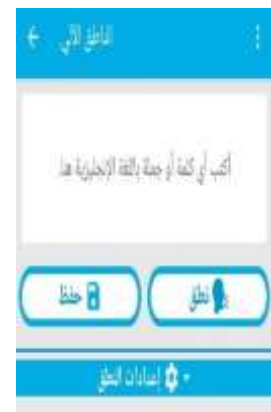 الناطق الآلي
أكتب أي كلمة أو جملة باللغة الإنجليزية هنا.
نطق
حفظ
إعدادات النطق